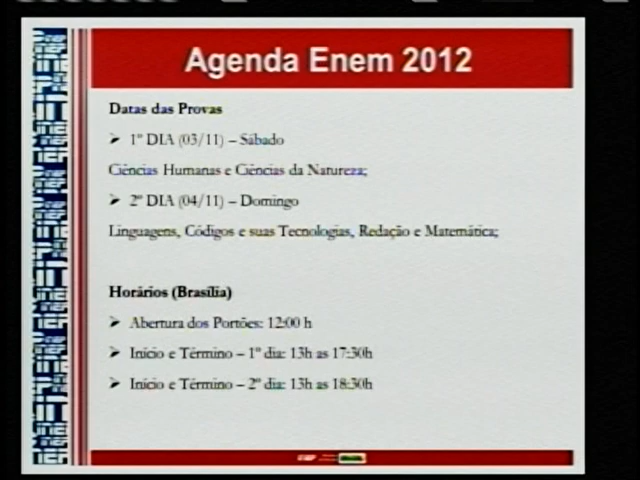 Agenda Enem 2012
Datas das Provas
➢ 1º DIA (03/11) – Sábado
Ciências Humanas e Ciências da Natureza;
➢ 2º DIA (04/11) – Domingo
Linguagens, Códigos e suas Tecnologias, Redação e Matemática;
Horários (Brasília)
➢ Abertura dos Portões: 12:00 h
➢ Início e Término – 1º dia: 13h as 17:30h
➢ Início e Término – 2º dia: 13h as 18:30h